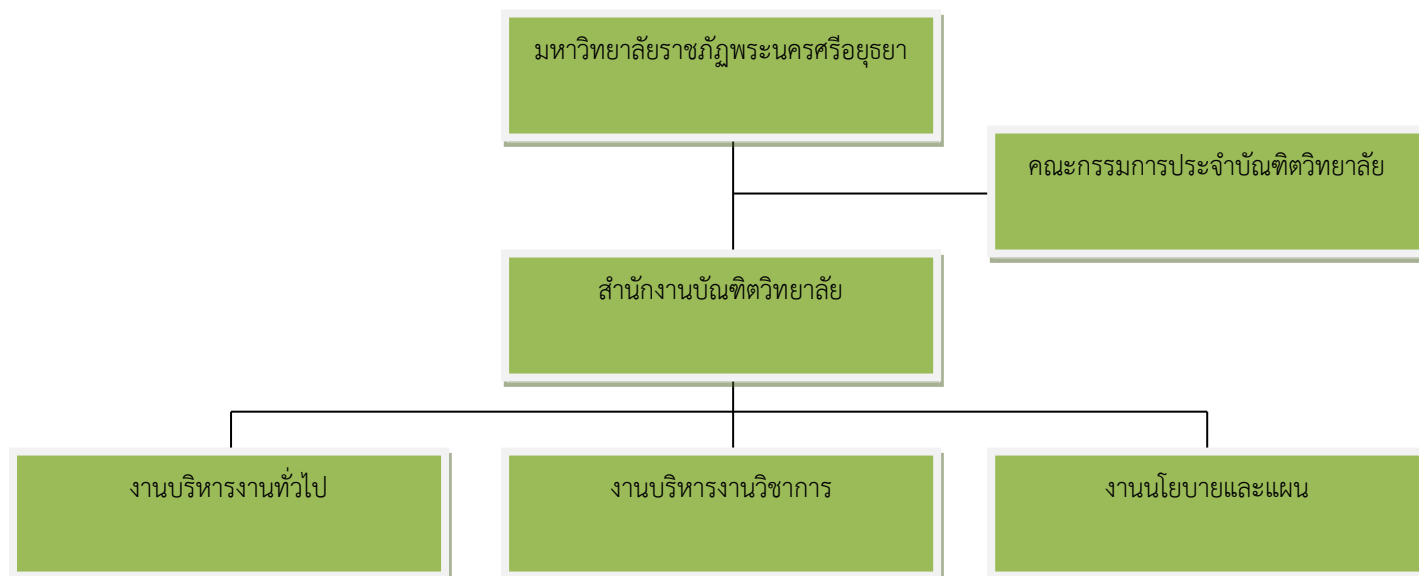 มหาวิทยาลัยราชภัฏพระนครศรีอยุธยา
คณะกรรมการประจำบัณฑิตวิทยาลัย
สำนักงานบัณฑิตวิทยาลัย
งานบริหารงานทั่วไป
งานบริหารงานวิชาการ
งานนโยบายและแผน